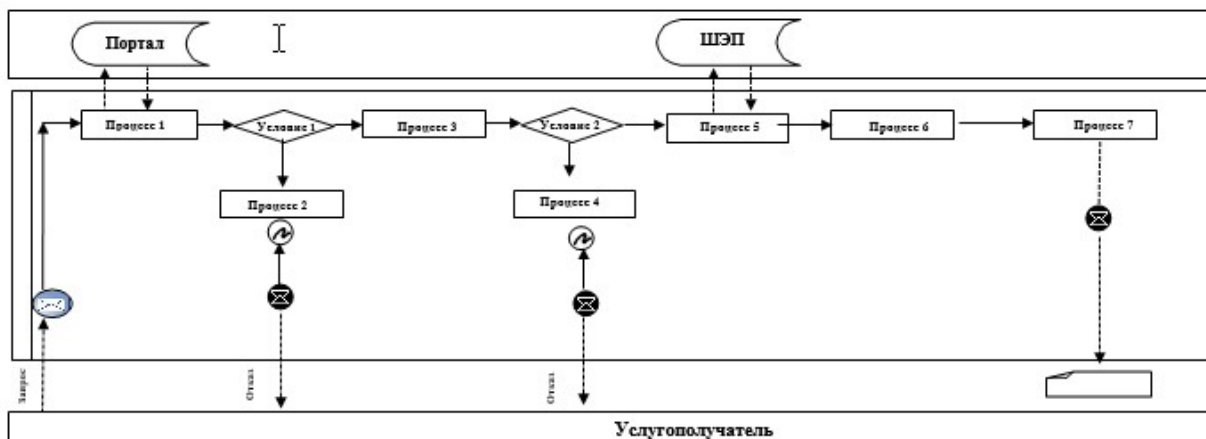 Портал
ШЭП
Процесс 1
Условие 1
Процесс 3
Условие 2
Процесс 5
Процесс 6
Процесс 7
Процесс 2
Процесс 4
Запрос
Отказ
Отказ
Услугополучатель